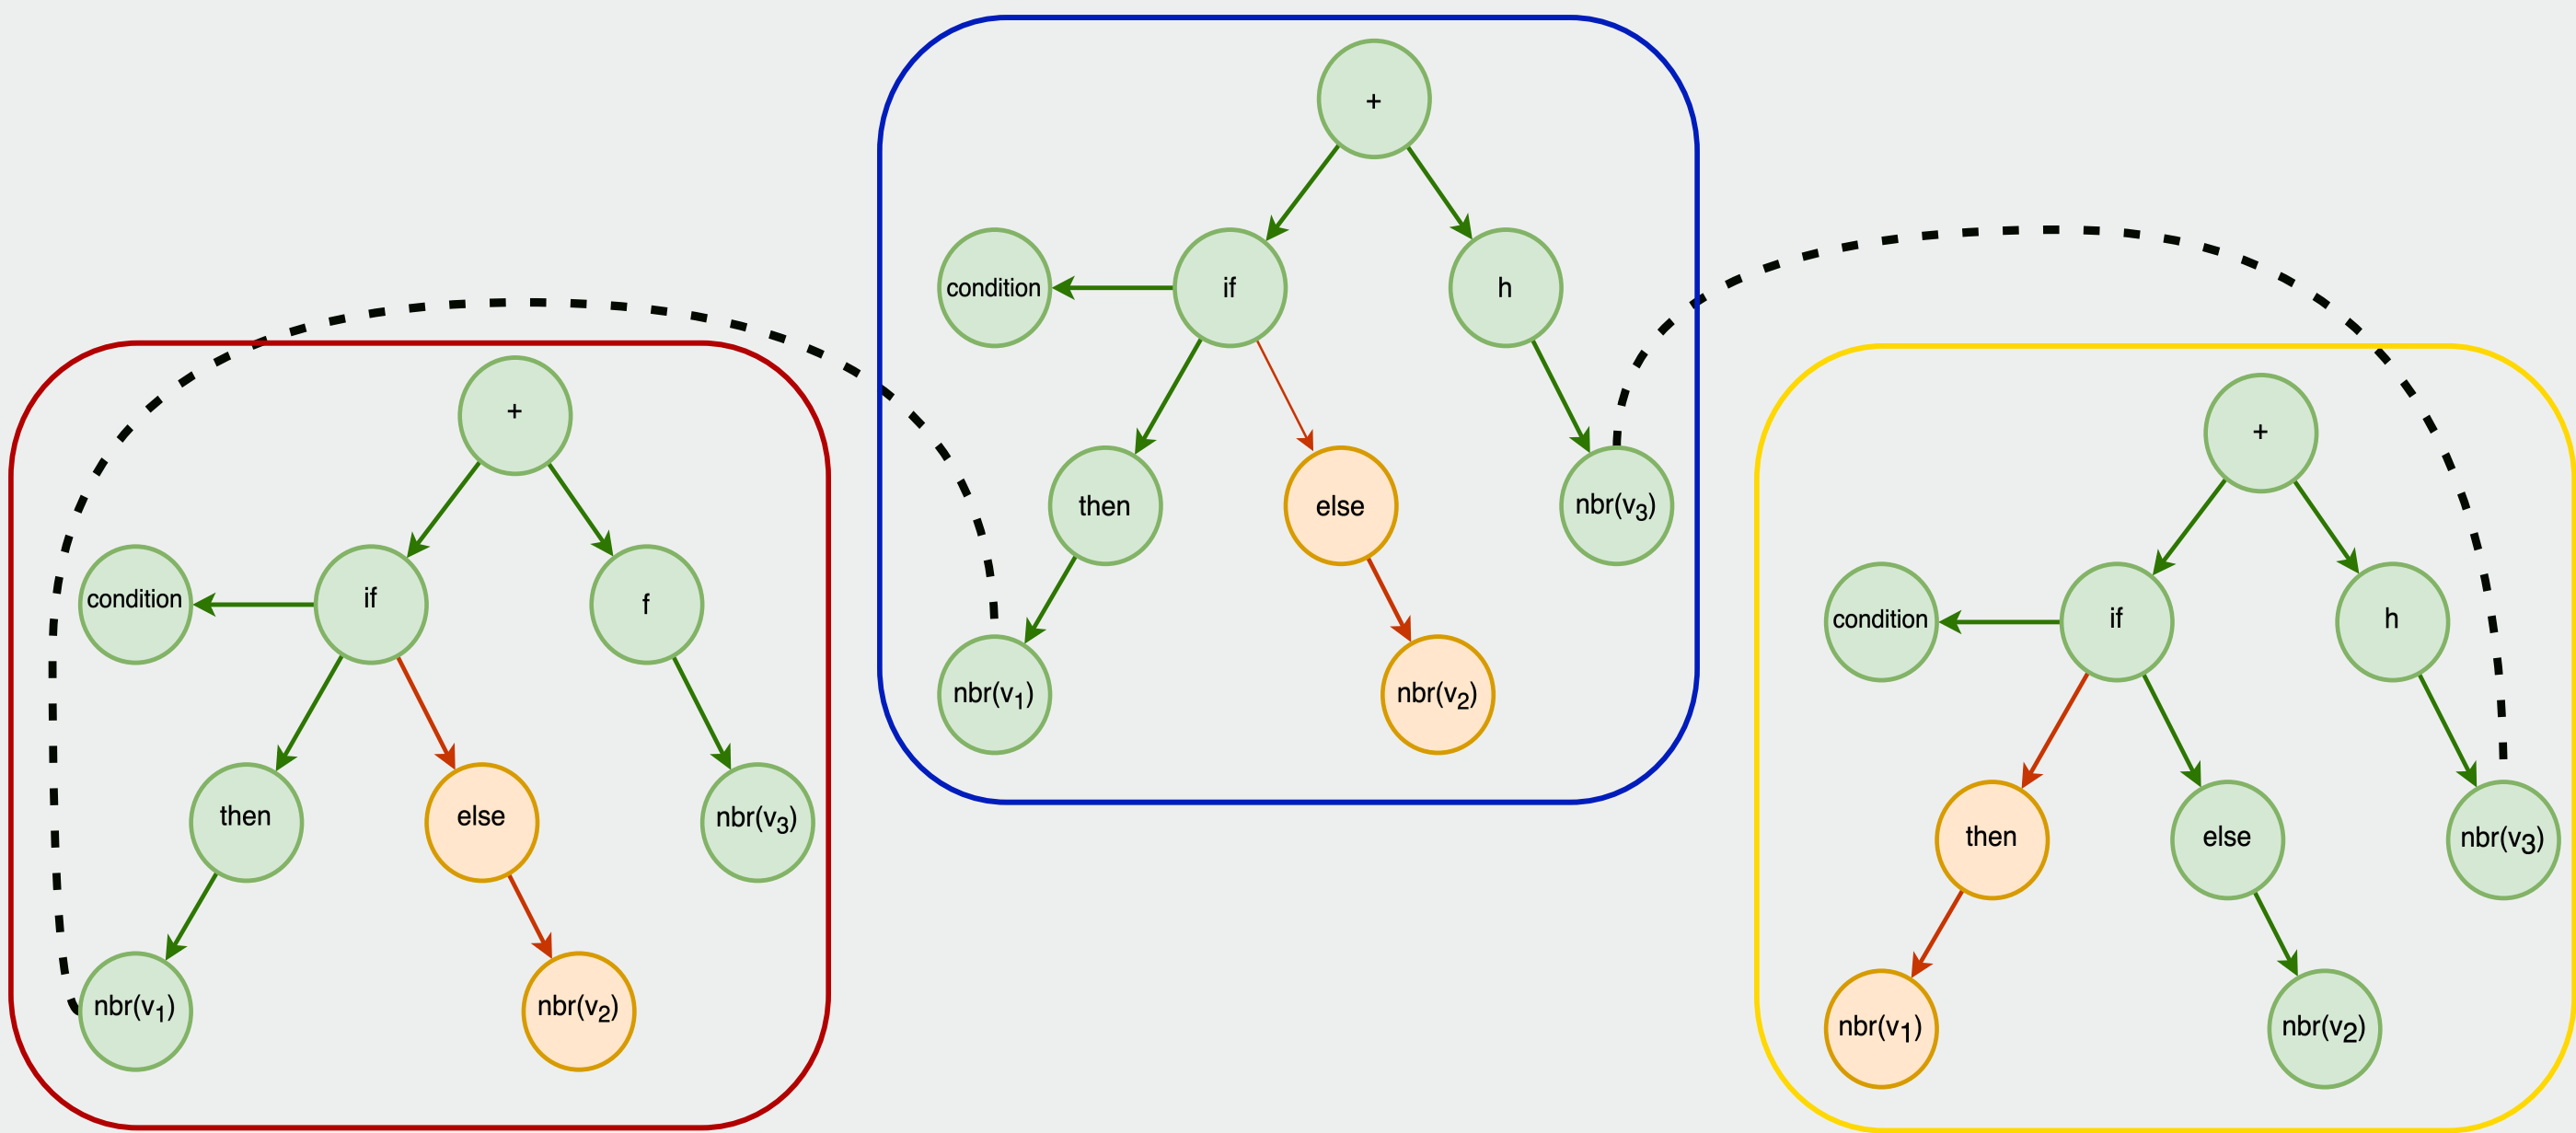 +
condition
if
f
then
else
nbr(v₃)
nbr(v₁)
nbr(v₂)
+
condition
if
h
then
else
nbr(v₃)
nbr(v₁)
nbr(v₂)
+
condition
if
h
then
else
nbr(v₃)
nbr(v₁)
nbr(v₂)